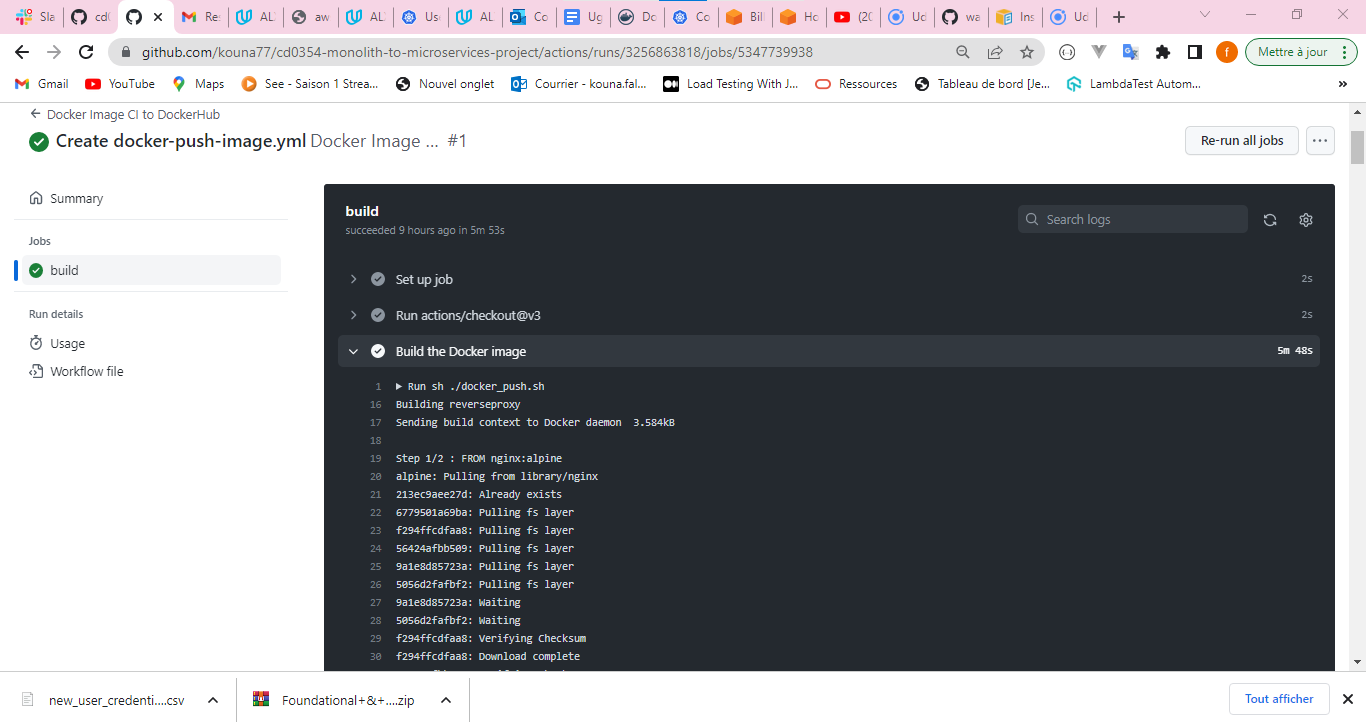 Sla
cd0
Re
AL
aw
AL
Use
AL
Co
Ug
Do
Co
Bill
Ho
(20
Ud
wa
Ins
Ud
github.com/kouna77/cd0354-monolith-to-microservices-project/actions/runs/3256863818/jobs/5347739938
f
Mettre à jour
Gmail
YouTube
Maps
See - Saison 1 Strea...
Nouvel onglet
Courrier - kouna.fal...
Load Testing With J...
Ressources
Tableau de bord [Je...
LambdaTest Autom...
»
Docker Image CI to DockerHub
Create docker-push-image.yml Docker Image ... #1
Re-run all jobs
...
Summary
Jobs
build
Run details
Usage
Workflow file
build
succeeded 9 hours ago in 5m 53s
Search logs
Set up job 2s
Run actions/checkout@v3 2s
Build the Docker image 5m 48s
1 Run sh ./docker_push.sh
16 Building reverseproxy
17 Sending build context to Docker daemon 3.584kB
18
19 Step 1/2 : FROM nginx:alpine
20 alpine: Pulling from library/nginx
21 213ec9aee27d: Already exists
22 6779501a69ba: Pulling fs layer
23 f294ffcdfaa8: Pulling fs layer
24 56424afbb509: Pulling fs layer
25 9a1e8d85723a: Pulling fs layer
26 5056d2fafbf2: Pulling fs layer
27 9a1e8d85723a: Waiting
28 5056d2fafbf2: Waiting
29 f294ffcdfaa8: Verifying Checksum
30 f294ffcdfaa8: Download complete
new_user_credenti....csv
Foundational+&+....zip
Tout afficher